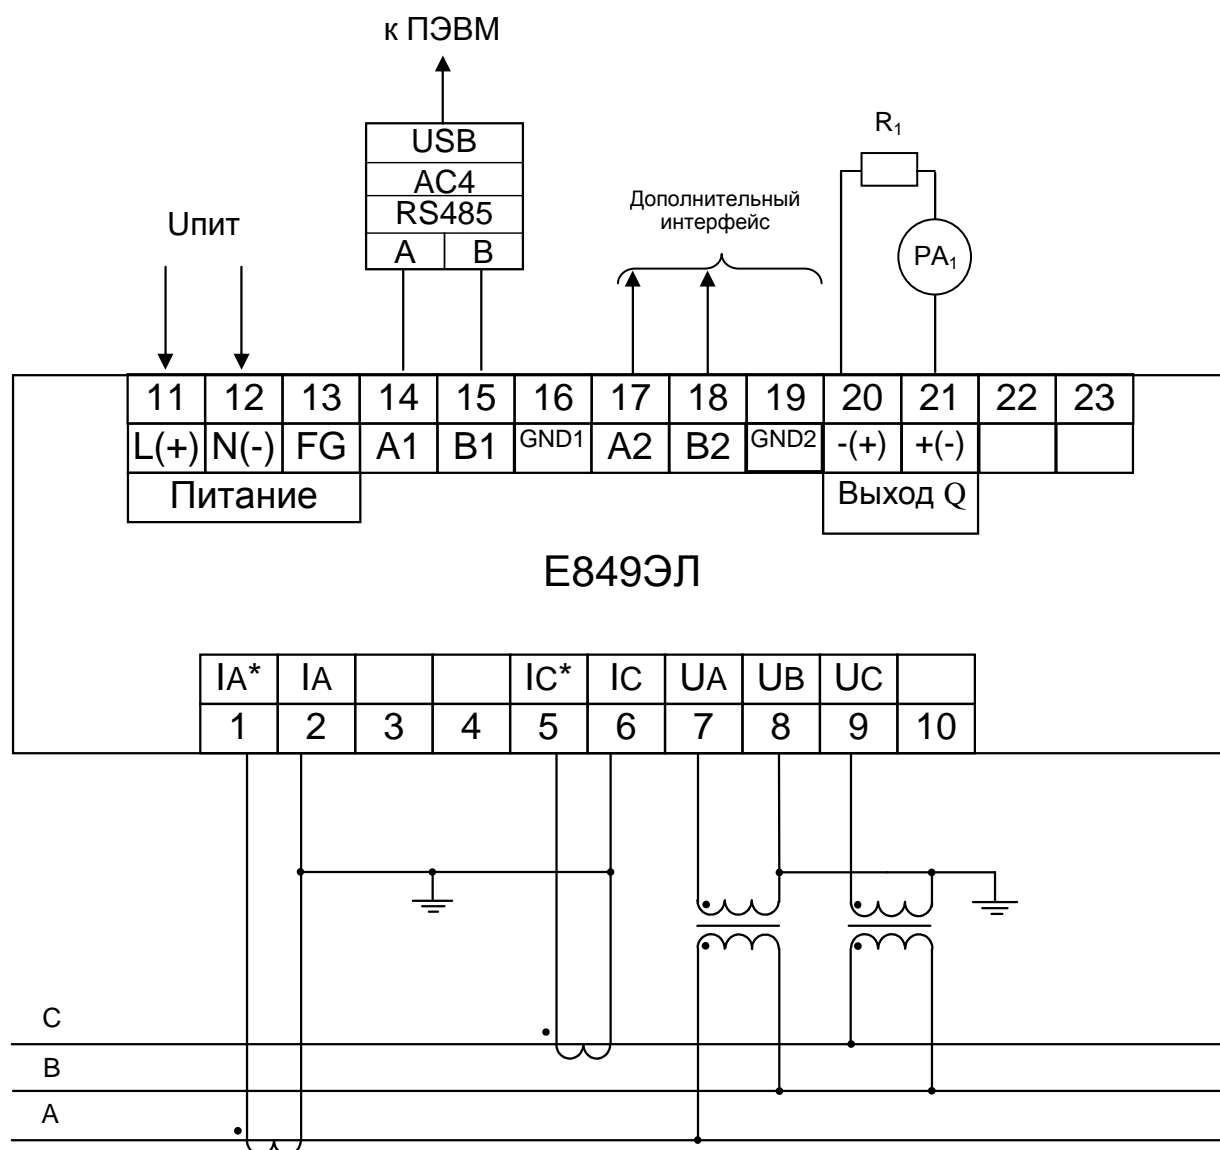 к ПЭВМ
USB
AC4
RS485
A B
Uпит
Дополнительный
интерфейс
R1
PA1
11 12 13 14 15 16 17 18 19 20 21 22 23
L(+) N(-) FG A1 B1 GND1 A2 B2 GND2 -(+) +(-)
Питание
Выход Q
Е849ЭЛ
IA* IA IC* IC UA UB UC
1 2 3 4 5 6 7 8 9 10
C
B
A